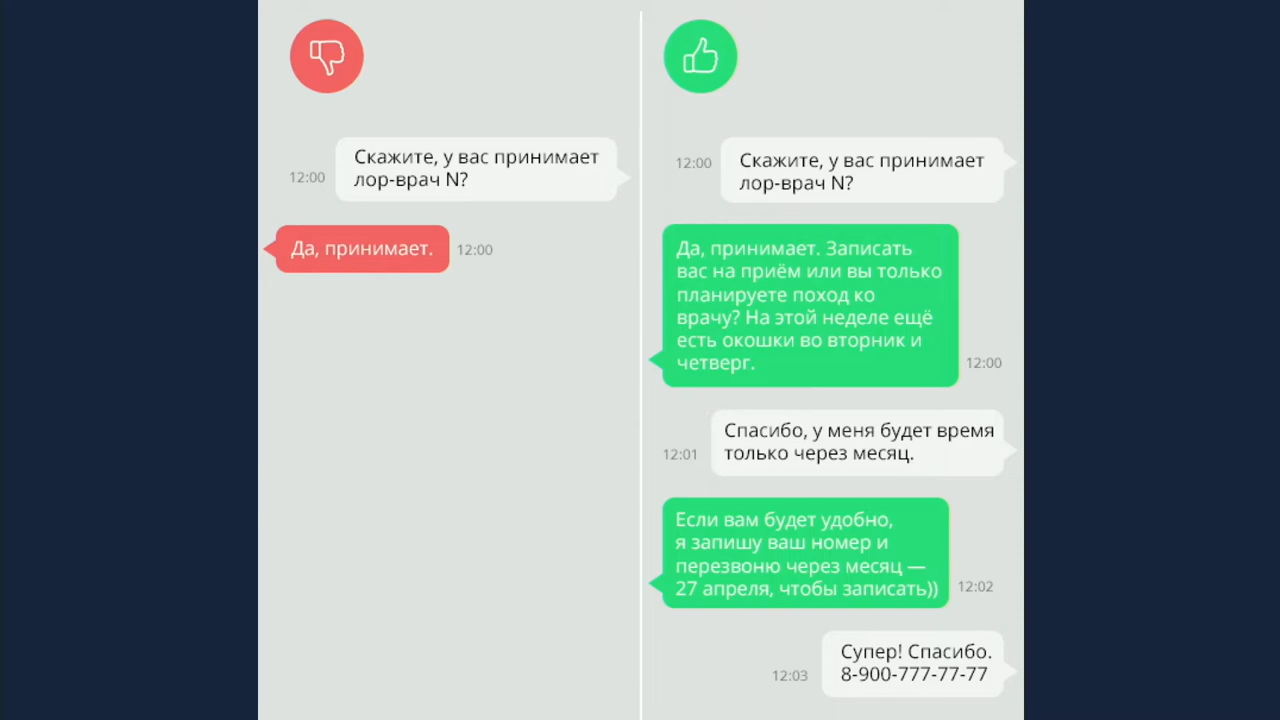 12:00
Скажите, у вас принимает
лор-врач N?
Да, принимает.
12:00
12:00
Скажите, у вас принимает
лор-врач N?
Да, принимает. Записать
вас на приём или вы только
планируете поход ко
врачу? На этой неделе ещё
есть окошки во вторник и
четверг.
12:00
Спасибо, у меня будет время
только через месяц.
12:01
Если вам будет удобно,
я запишу ваш номер и
перезвоню через месяц —
27 апреля, чтобы записать))
12:02
Супер! Спасибо.
8-900-777-77-77
12:03